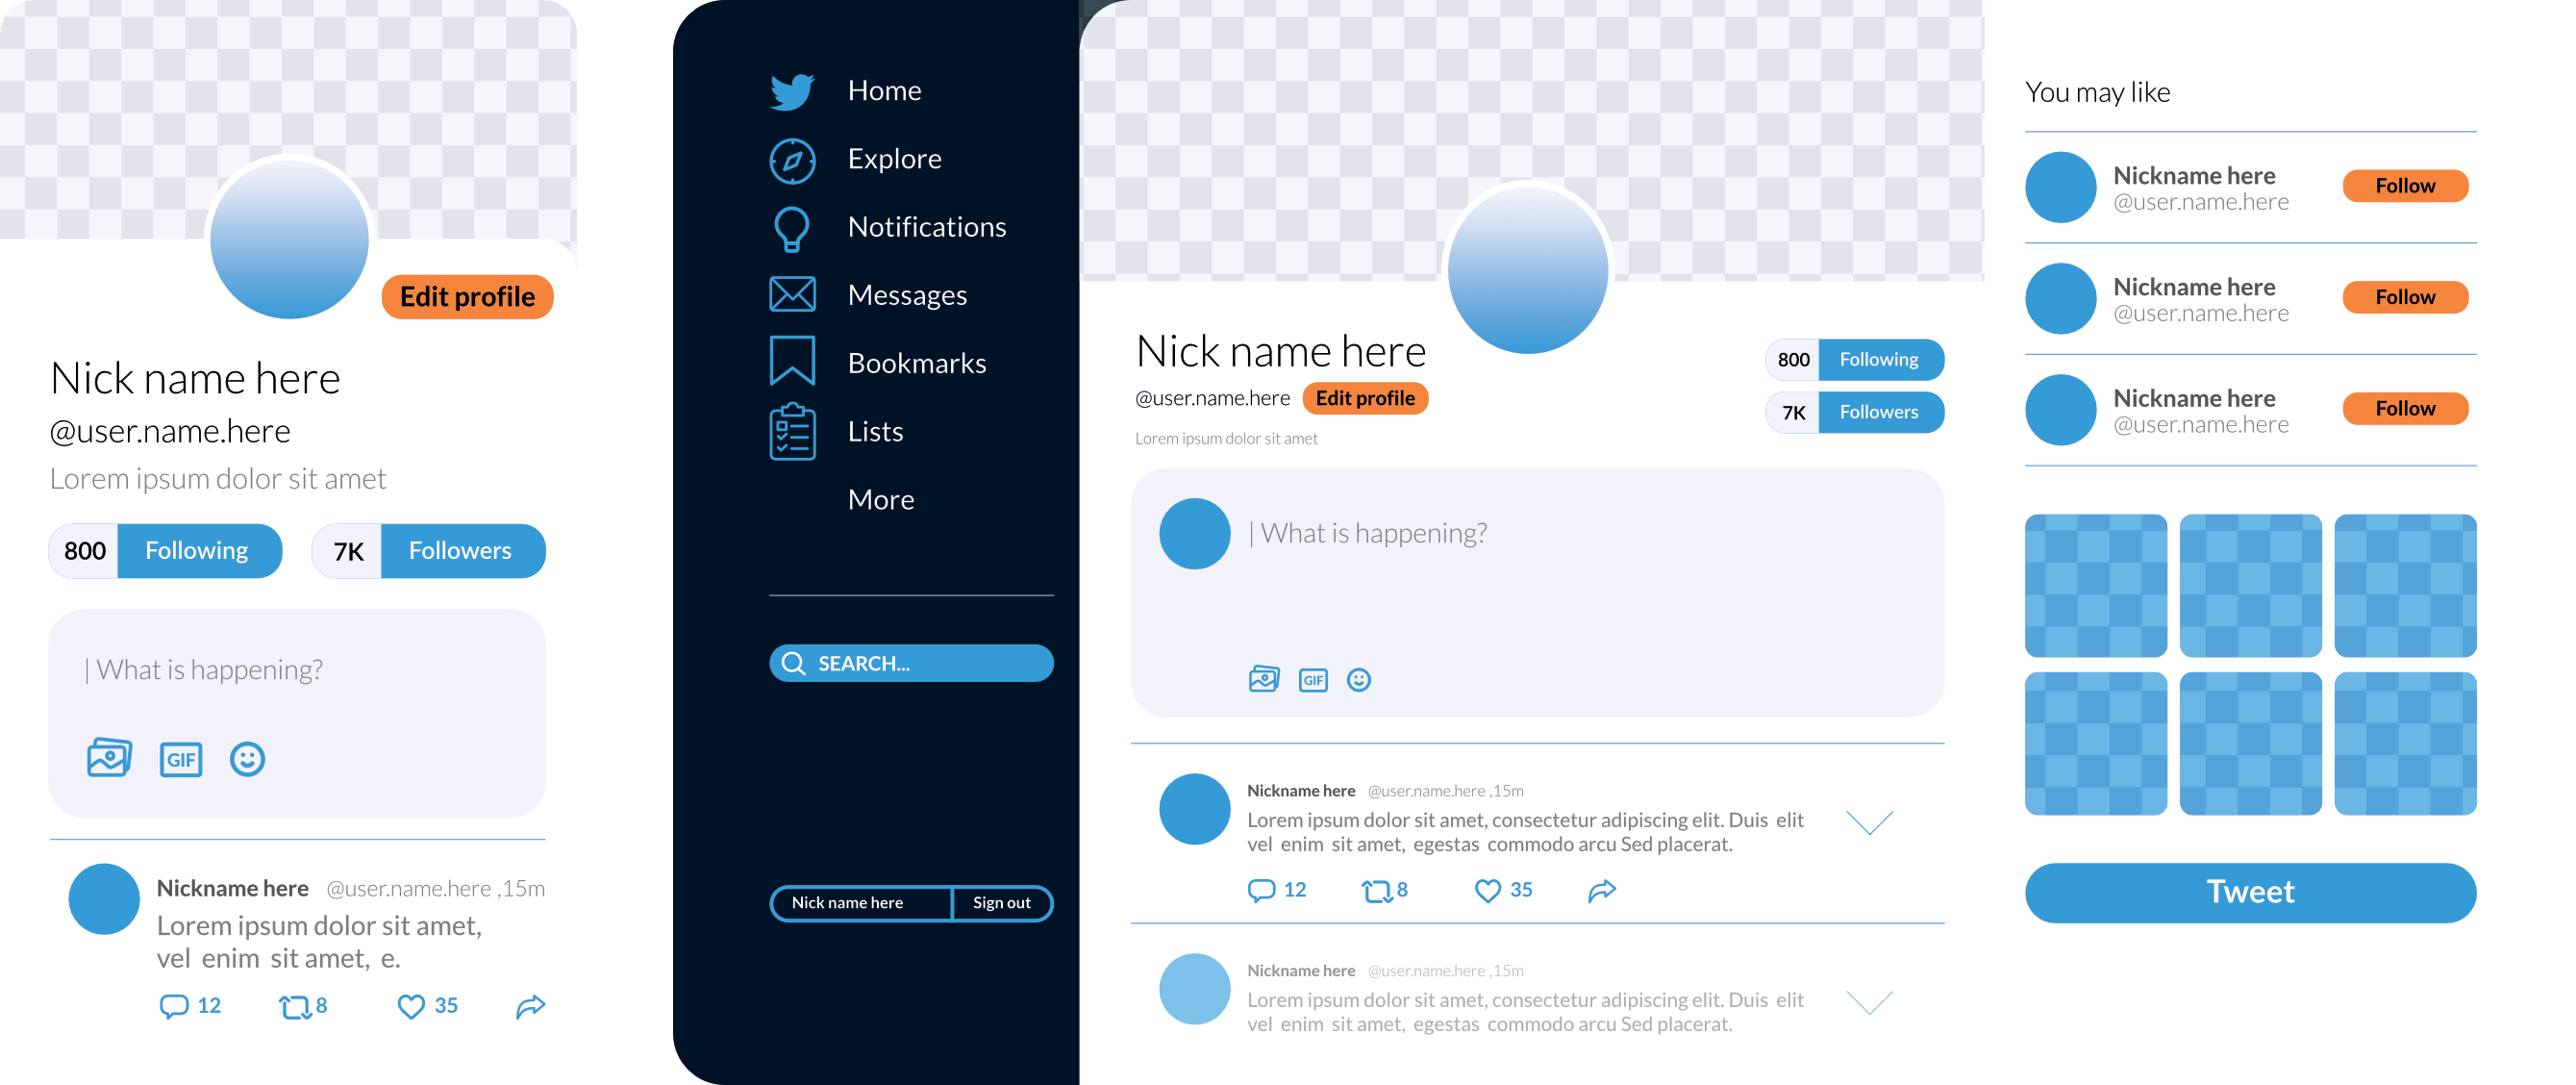 Edit profile
Nick name here
@user.name.here
Lorem ipsum dolor sit amet
800 Following
7K Followers
| What is happening?
GIF
Nickname here @user.name.here ,15m
Lorem ipsum dolor sit amet,
vel enim sit amet, e.
12 8 35
Home
Explore
Notifications
Messages
Bookmarks
Lists
More
SEARCH...
Nick name here Sign out
Nick name here
@user.name.here Edit profile
Lorem ipsum dolor sit amet
800 Following
7K Followers
| What is happening?
GIF
Nickname here @user.name.here ,15m
Lorem ipsum dolor sit amet, consectetur adipiscing elit. Duis elit
vel enim sit amet, egestas commodo arcu Sed placerat.
12 8 35
Nickname here @user.name.here ,15m
Lorem ipsum dolor sit amet, consectetur adipiscing elit. Duis elit
vel enim sit amet, egestas commodo arcu Sed placerat.
You may like
Nickname here
@user.name.here
Follow
Nickname here
@user.name.here
Follow
Nickname here
@user.name.here
Follow
Tweet